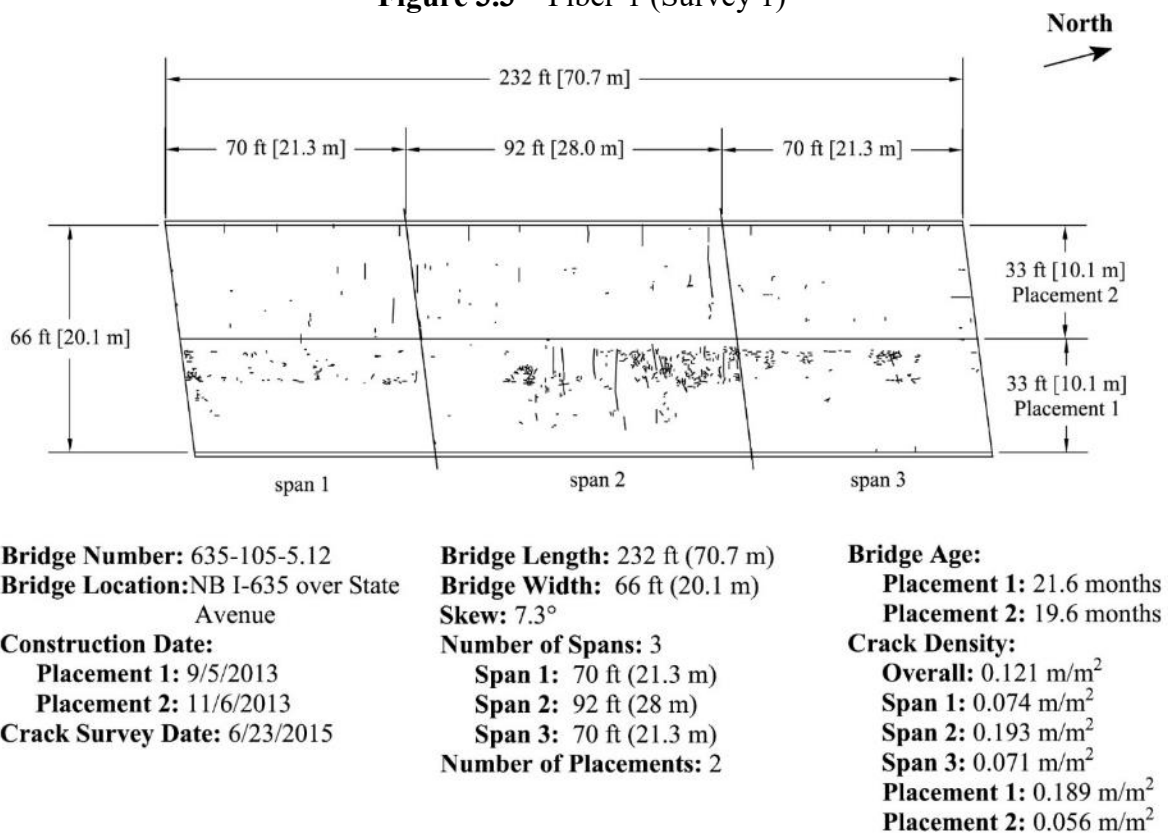 Figure 5.5 Fiber 1 (Survey 1)
North
232 ft [70.7 m]
70 ft [21.3 m]
92 ft [28.0 m]
70 ft [21.3 m]
66 ft [20.1 m]
33 ft [10.1 m]
Placement 2
33 ft [10.1 m]
Placement 1
span 1
span 2
span 3
Bridge Number: 635-105-5.12
Bridge Location:NB I-635 over State
Avenue
Construction Date:
Placement 1: 9/5/2013
Placement 2: 11/6/2013
Crack Survey Date: 6/23/2015
Bridge Length: 232 ft (70.7 m)
Bridge Width: 66 ft (20.1 m)
Skew: 7.3°
Number of Spans: 3
Span 1: 70 ft (21.3 m)
Span 2: 92 ft (28 m)
Span 3: 70 ft (21.3 m)
Number of Placements: 2
Bridge Age:
Placement 1: 21.6 months
Placement 2: 19.6 months
Crack Density:
Overall: 0.121 m/m²
Span 1: 0.074 m/m²
Span 2: 0.193 m/m²
Span 3: 0.071 m/m²
Placement 1: 0.189 m/m²
Placement 2: 0.056 m/m²